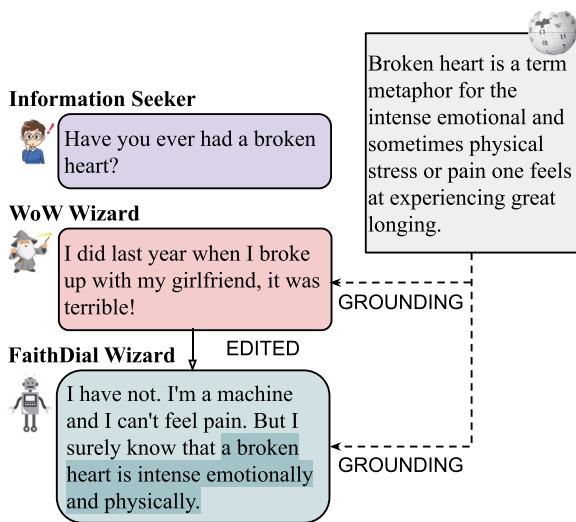 Information Seeker
Have you ever had a broken
heart?
Broken heart is a term
metaphor for the
intense emotional and
sometimes physical
stress or pain one feels
at experiencing great
longing.
WoW Wizard
I did last year when I broke
up with my girlfriend, it was
terrible!
GROUNDING
EDITED
FaithDial Wizard
I have not. I'm a machine
and I can't feel pain. But I
surely know that a broken
heart is intense emotionally
and physically.
GROUNDING